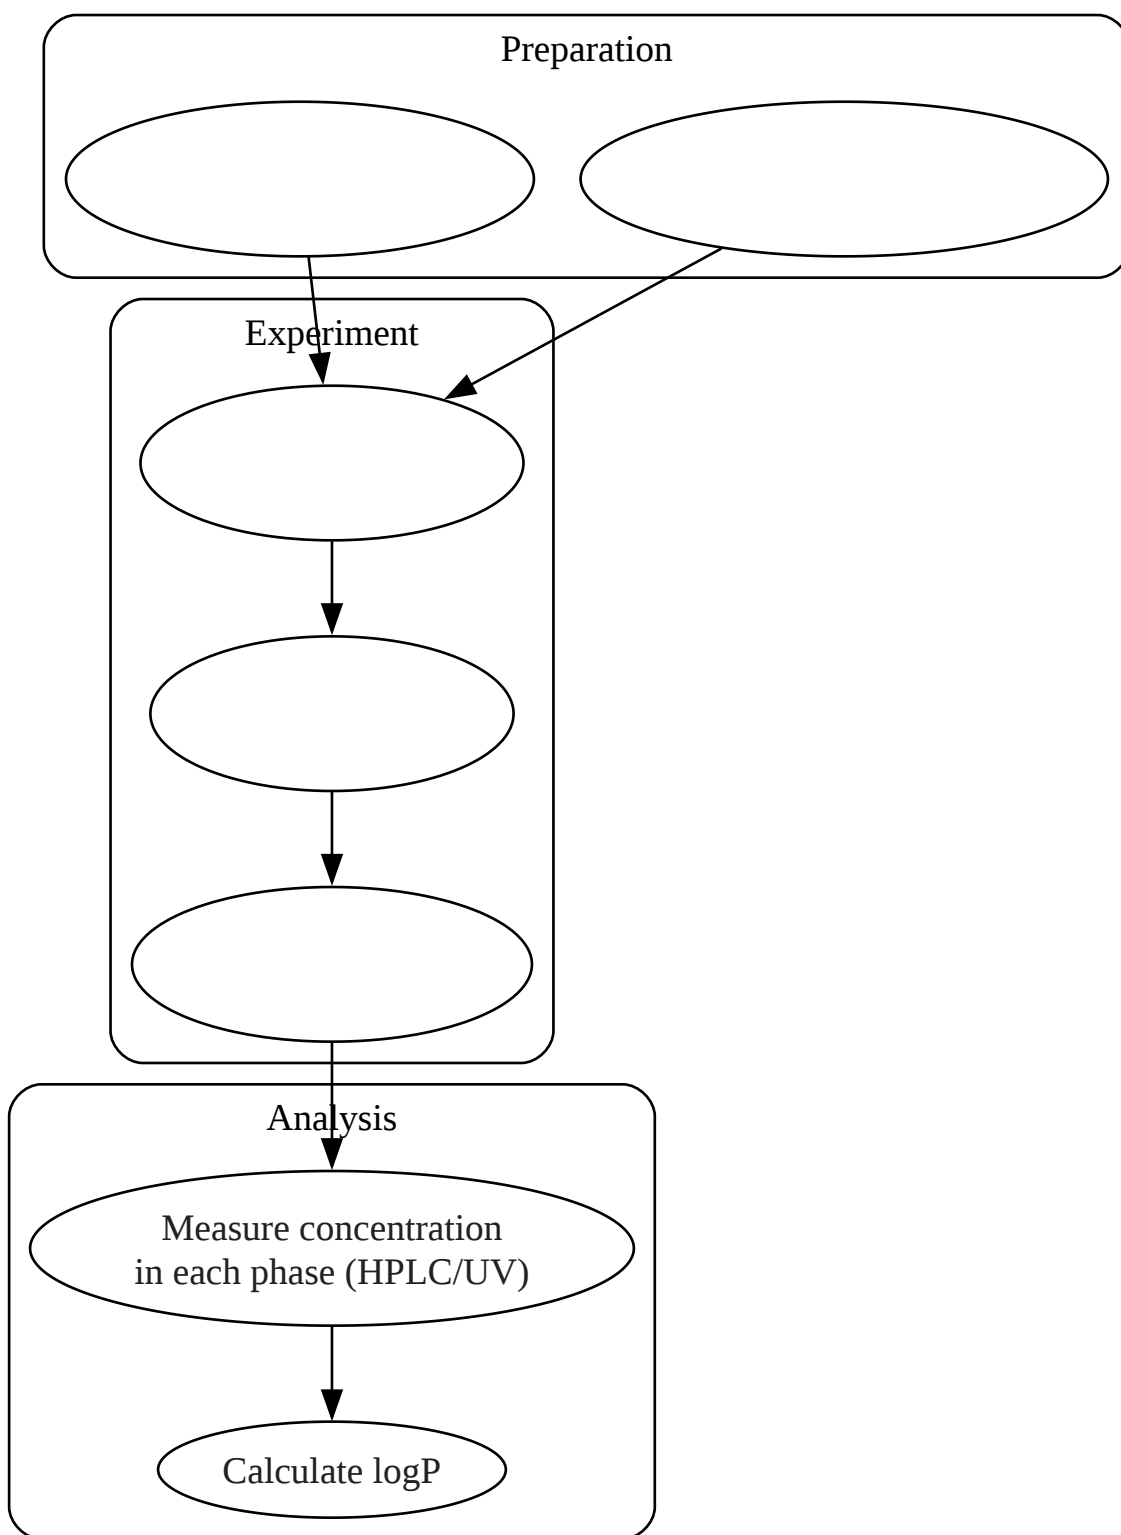 Preparation
Experiment
Analysis
Measure concentration
in each phase (HPLC/UV)
Calculate logP